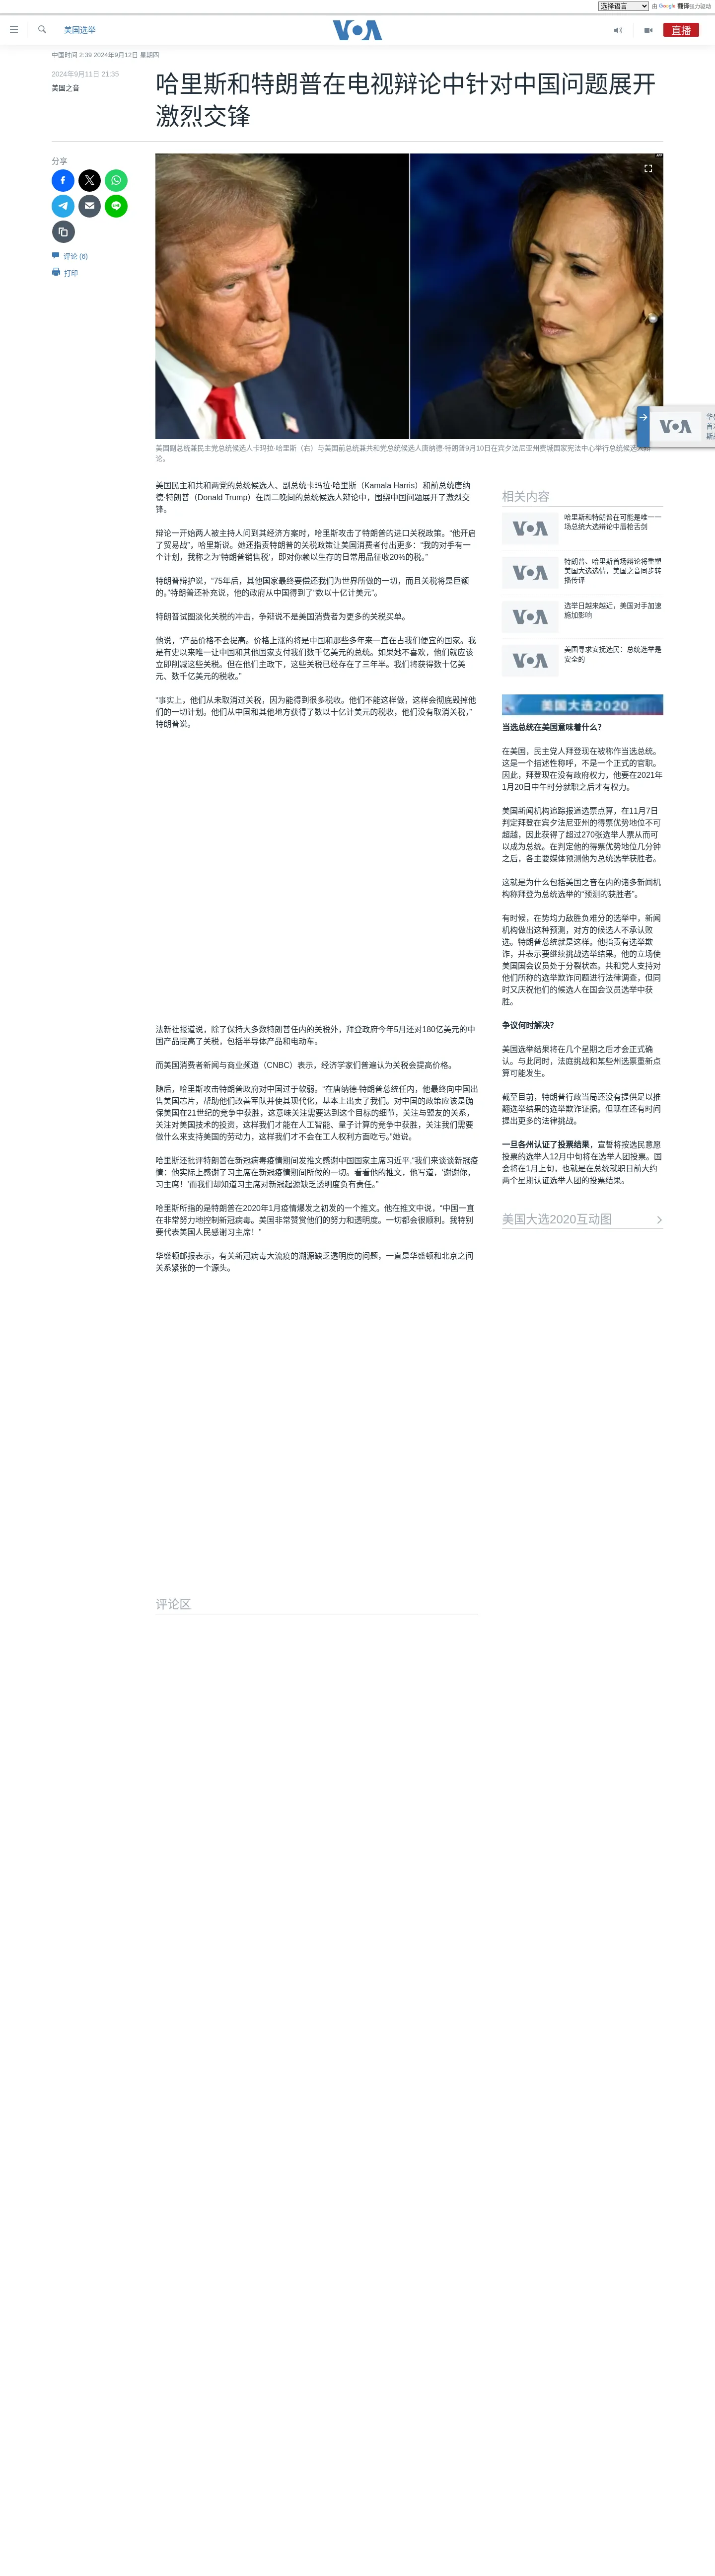 选择语言
由 Google 翻译强力驱动
美国选举
VOA
直播
中国时间 2:39 2024年9月12日 星期四
2024年9月11日 21:35
美国之音
哈里斯和特朗普在电视辩论中针对中国问题展开
激烈交锋
分享
评论 (6)
打印
美国副总统兼民主党总统候选人卡玛拉·哈里斯（右）与美国前总统兼共和党总统候选人唐纳德·特朗普9月10日在宾夕法尼亚州费城国家宪法中心举行总统候选人辩
论。
美国民主和共和两党的总统候选人、副总统卡玛拉·哈里斯（Kamala Harris）和前总统唐纳
德·特朗普（Donald Trump）在周二晚间的总统候选人辩论中，围绕中国问题展开了激烈交
锋。
辩论一开始两人被主持人问到其经济方案时，哈里斯攻击了特朗普的进口关税政策。“他开启
了贸易战”，哈里斯说。她还指责特朗普的关税政策让美国消费者付出更多：“我的对手有一
个计划，我称之为‘特朗普销售税’，即对你赖以生存的日常用品征收20%的税。”
特朗普辩护说，“75年后，其他国家最终要偿还我们为世界所做的一切，而且关税将是巨额
的。”特朗普还补充说，他的政府从中国得到了“数以十亿计美元”。
特朗普试图淡化关税的冲击，争辩说不是美国消费者为更多的关税买单。
他说，“产品价格不会提高。价格上涨的将是中国和那些多年来一直在占我们便宜的国家。我
是有史以来唯一让中国和其他国家支付我们数千亿美元的总统。如果她不喜欢，他们就应该
立即削减这些关税。但在他们主政下，这些关税已经存在了三年半。我们将获得数十亿美
元、数千亿美元的税收。”
“事实上，他们从未取消过关税，因为能得到很多税收。他们不能这样做，这样会彻底毁掉他
们的一切计划。他们从中国和其他地方获得了数以十亿计美元的税收，他们没有取消关税，”
特朗普说。
法新社报道说，除了保持大多数特朗普任内的关税外，拜登政府今年5月还对180亿美元的中
国产品提高了关税，包括半导体产品和电动车。
而美国消费者新闻与商业频道（CNBC）表示，经济学家们普遍认为关税会提高价格。
随后，哈里斯攻击特朗普政府对中国过于软弱。“在唐纳德·特朗普总统任内，他最终向中国出
售美国芯片，帮助他们改善军队并使其现代化，基本上出卖了我们。对中国的政策应该是确
保美国在21世纪的竞争中获胜，这意味关注需要达到这个目标的细节，关注与盟友的关系，
关注对美国技术的投资，这样我们才能在人工智能、量子计算的竞争中获胜，关注我们需要
做什么来支持美国的劳动力，这样我们才不会在工人权利方面吃亏。”她说。
哈里斯还批评特朗普在新冠病毒疫情期间发推文感谢中国国家主席习近平，“我们来谈谈新冠疫
情：他实际上感谢了习主席在新冠疫情期间所做的一切。看看他的推文，他写道，‘谢谢你，
习主席！’而我们却知道习主席对新冠起源缺乏透明度负有责任。”
哈里斯所指的是特朗普在2020年1月疫情爆发之初发的一个推文。他在推文中说，“中国一直
在非常努力地控制新冠病毒。美国非常赞赏他们的努力和透明度。一切都会很顺利。我特别
要代表美国人民感谢习主席！”
华盛顿邮报表示，有关新冠病毒大流疫的溯源缺乏透明度的问题，一直是华盛顿和北京之间
关系紧张的一个源头。
评论区
相关内容
VOA
哈里斯和特朗普在可能是唯一一
场总统大选辩论中唇枪舌剑
VOA
特朗普、哈里斯首场辩论将重塑
美国大选选情，美国之音同步转
播传译
VOA
选举日越来越近，美国对手加速
施加影响
VOA
美国寻求安抚选民：总统选举是
安全的
美国大选2020
当选总统在美国意味着什么？
在美国，民主党人拜登现在被称作当选总统。
这是一个描述性称呼，不是一个正式的官职。
因此，拜登现在没有政府权力，他要在2021年
1月20日中午时分就职之后才有权力。
美国新闻机构追踪报道选票点算，在11月7日
判定拜登在宾夕法尼亚州的得票优势地位不可
超越，因此获得了超过270张选举人票从而可
以成为总统。在判定他的得票优势地位几分钟
之后，各主要媒体预测他为总统选举获胜者。
这就是为什么包括美国之音在内的诸多新闻机
构称拜登为总统选举的“预测的获胜者”。
有时候，在势均力敌胜负难分的选举中，新闻
机构做出这种预测，对方的候选人不承认败
选。特朗普总统就是这样。他指责有选举欺
诈，并表示要继续挑战选举结果。他的立场使
美国国会议员处于分裂状态。共和党人支持对
他们所称的选举欺诈问题进行法律调查，但同
时又庆祝他们的候选人在国会议员选举中获
胜。
争议何时解决？
美国选举结果将在几个星期之后才会正式确
认。与此同时，法庭挑战和某些州选票重新点
算可能发生。
截至目前，特朗普行政当局还没有提供足以推
翻选举结果的选举欺诈证据。但现在还有时间
提出更多的法律挑战。
一旦各州认证了投票结果，宣誓将按选民意愿
投票的选举人12月中旬将在选举人团投票。国
会将在1月上旬，也就是在总统就职日前大约
两个星期认证选举人团的投票结果。
美国大选2020互动图
VOA